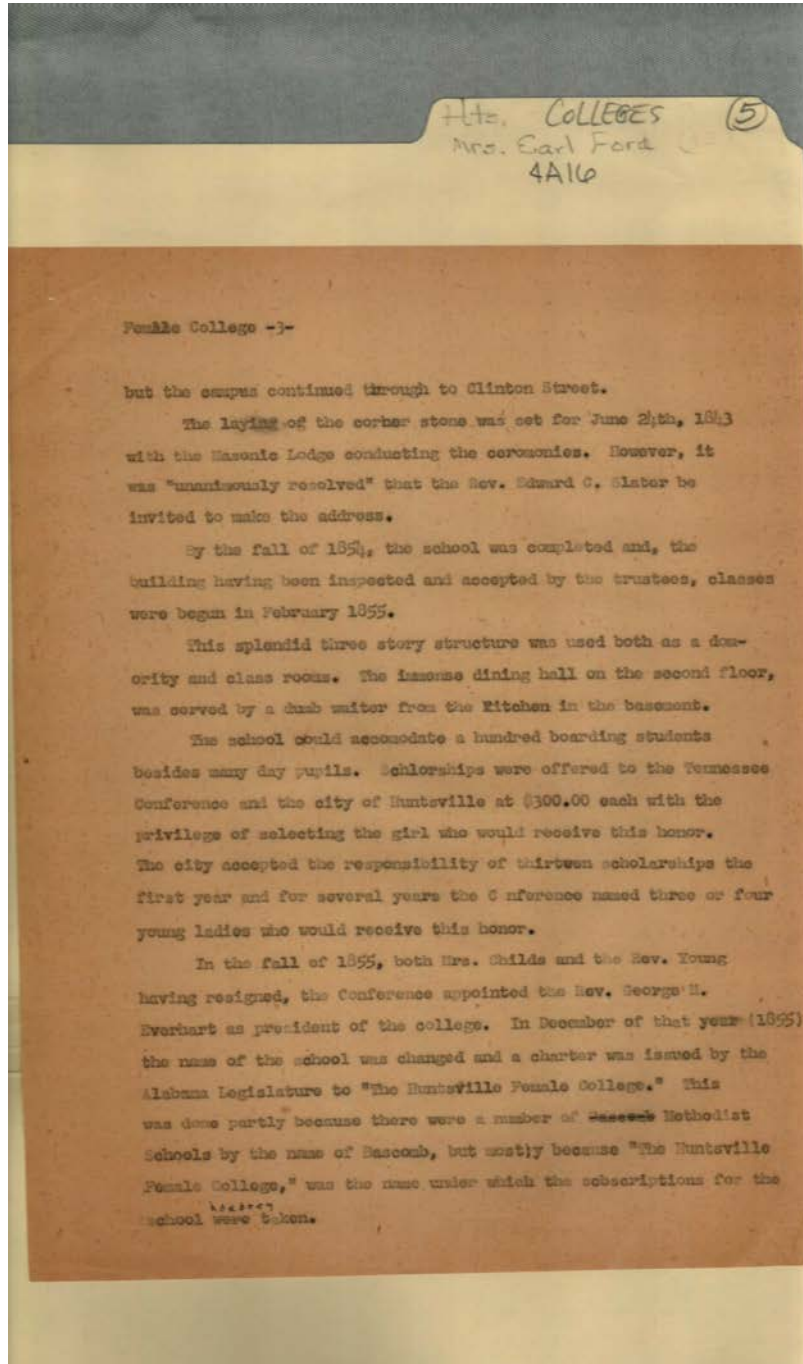 Hts. COLLEGES (5)
Mrs. Earl Ford
4A16
Female College -3-
but the campus continued through to Clinton Street.
The laying of the corber stone was set for June 24th, 1843
with the Masonic Lodge conducting the ceromonies. However, it
was "unanimously resolved" that the Rev. Edward C. Slater be
invited to make the address.
By the fall of 1854, the school was completed and, the
building having been inspected and accepted by the trustees, classes
were begun in February 1855.
This splendid three story structure was used both as a dom-
ority and class rooms. The immense dining hall on the second floor,
was served by a dumb waiter from the Kitchen in the basement.
The school could accomodate a hundred boarding students
besides many day pupils. Schlorships were offered to the Tennessee
Conference and the city of Huntsville at $300.00 each with the
privilege of selecting the girl who would receive this honor.
The city accepted the responsibility of thirteen scholarships the
first year and for several years the C nference named three or four
young ladies who would receive this honor.
In the fall of 1855, both Mrs. Childs and the Rev. Young
having resigned, the Conference appointed the Rev. George M.
Everhart as president of the college. In December of that year (1895)
the name of the school was changed and a charter was issued by the
Alabama Legislature to "The Huntsville Female College." This
was done partly because there were a number of Bascomb Methodist
Schools by the name of Bascomb, but mostly because "The Huntsville
Female College," was the name under which the sobscriptions for the
school were taken.